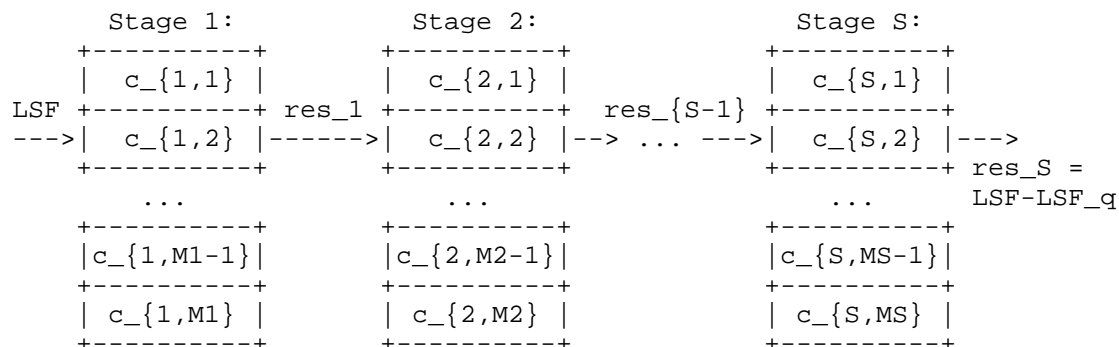 Stage 1: Stage 2: Stage S:
+----------+ +----------+ +----------+
| c_{1,1} | | c_{2,1} | | c_{S,1} |
LSF +----------+ res_1 +----------+ res_{S-1} +----------+
--->| c_{1,2} |------>| c_{2,2} |--> ... --->| c_{S,2} |--->
+----------+ +----------+ +----------+ res_S =
... ... ... LSF-LSF_q
+----------+ +----------+ +----------+
|c_{1,M1-1}| |c_{2,M2-1}| |c_{S,MS-1}|
+----------+ +----------+ +----------+
| c_{1,M1} | | c_{2,M2} | | c_{S,MS} |
+----------+ +----------+ +----------+